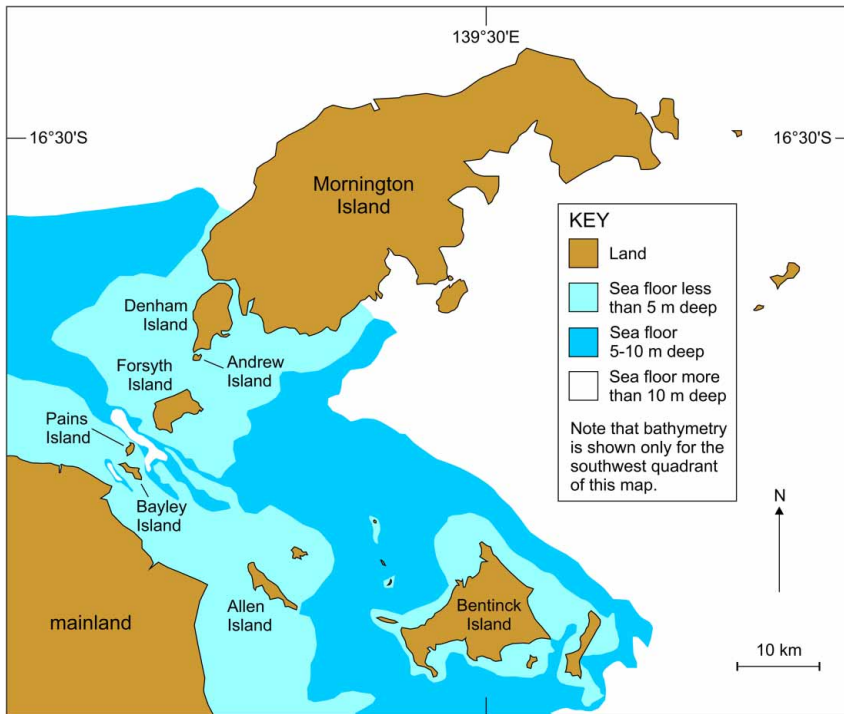 139°30'E
16°30'S
16°30'S
Mornington
Island
KEY
Land
Sea floor less
than 5 m deep
Sea floor
5-10 m deep
Sea floor more
than 10 m deep
Note that bathymetry
is shown only for the
southwest quadrant
of this map.
Denham
Island
Andrew
Island
Forsyth
Island
Pains
Island
Bayley
Island
N
Allen
Island
Bentinck
Island
mainland
10 km